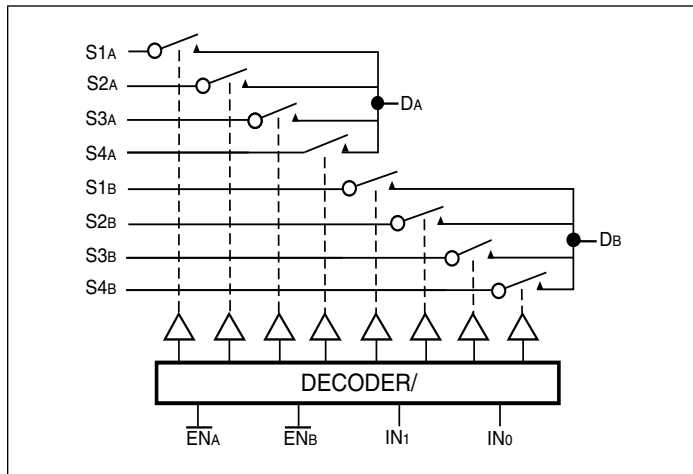 S1A
S2A
S3A
DA
S4A
S1B
S2B
DB
S3B
S4B
DECODER/
ENA ENB IN1 IN0